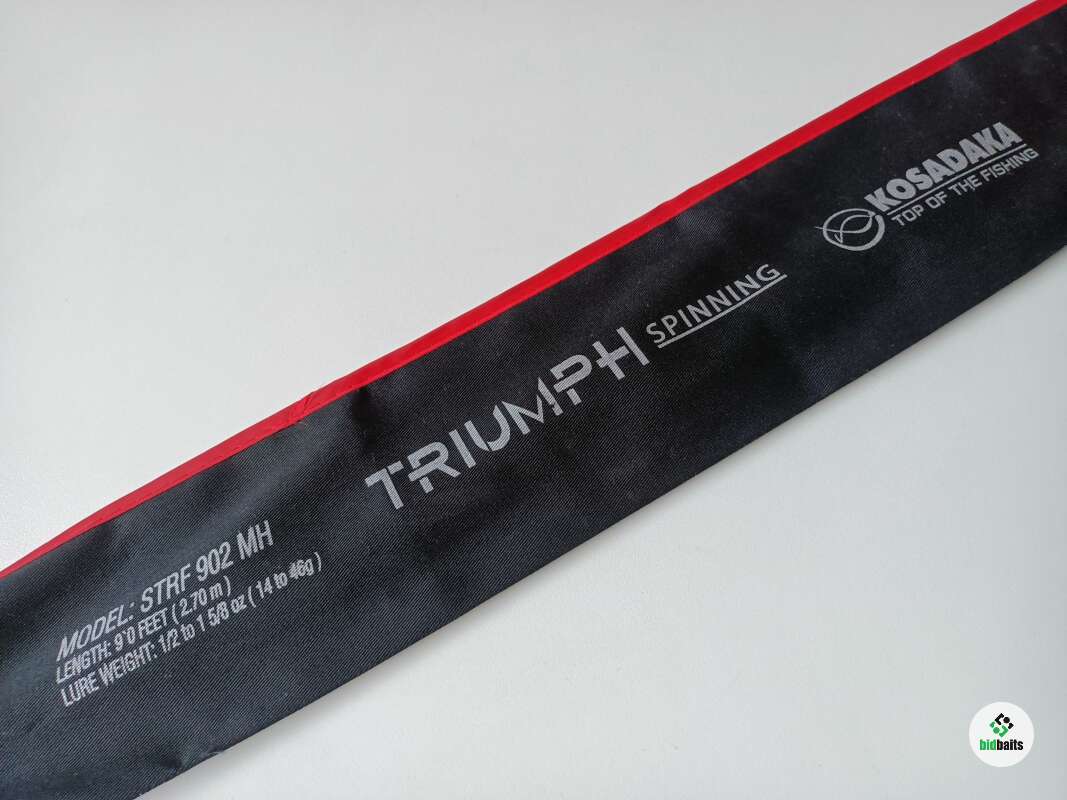 KOSADAKA
TOP OF THE FISHING
TRIUMPH SPINNING
MODEL: STRF 902 MH
LENGTH: 9'0 FEET ( 2.70 m )
LURE WEIGHT: 1/2 to 1 5/8 oz ( 14 to 46g )
bidbaits